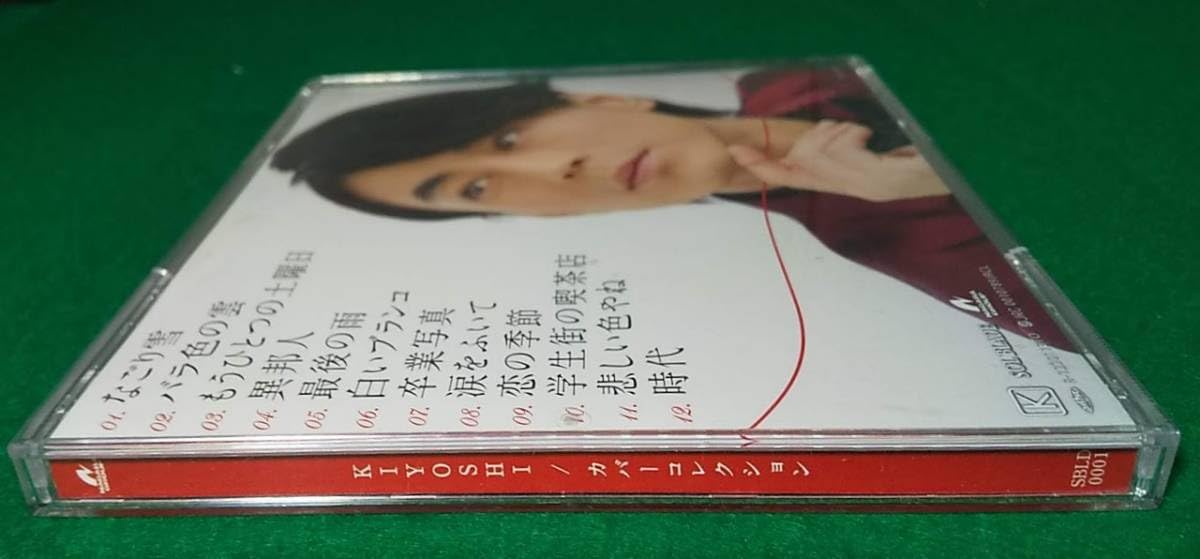 01. なごり雪
02. バラ色の雲
03. もうひとつの土曜日
04. 異邦人
05. 最後の雨
06. 白いブランコ
07. 卒業写真
08. 涙をふいて
09. 恋の季節
10. 学生街の喫茶店
11. 悲しい色やね
12. 時代
KIYOSHI / カバーコレクション
SBLD
0001